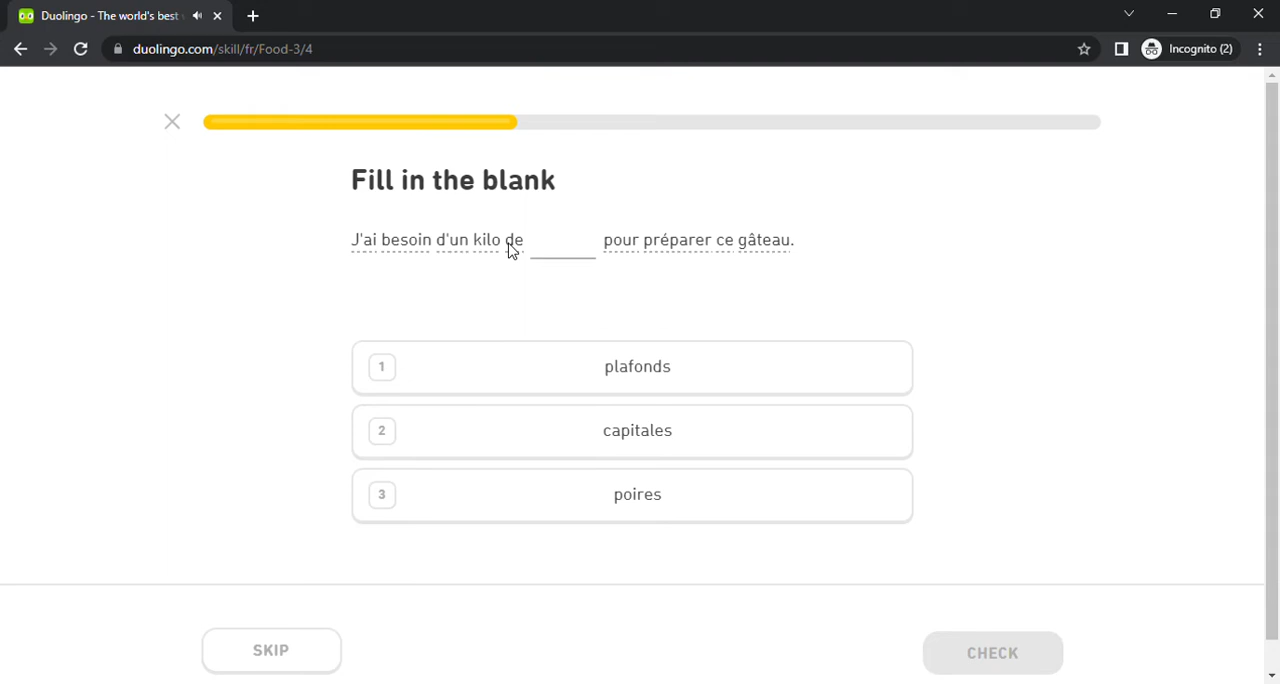 Duolingo - The world's best
duolingo.com/skill/fr/Food-3/4
Incognito (2)
Fill in the blank
J'ai besoin d'un kilo de ______ pour préparer ce gâteau.
1 plafonds
2 capitales
3 poires
SKIP
CHECK